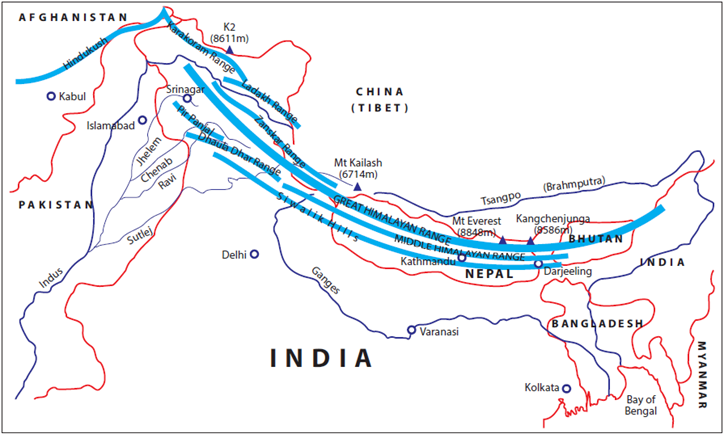 AFGHANISTAN
K2
(8611m)
Karakoram Range
Hindukush
CHINA
(TIBET)
Kabul
Srinagar
Ladakh Range
Islamabad
Pir Panjal
Zanskar Range
Jhelem
Dhaula Dhar Range
Chenab
Mt Kailash
(6714m)
Ravi
PAKISTAN
Siwalik Hills
GREAT HIMALAYAN RANGE
Tsangpo (Brahmputra)
Mt Everest
(8848m)
Kangchenjunga
(8586m)
Sutlej
BHUTAN
MIDDLE HIMALAYAN RANGE
Delhi
Kathmandu
INDIA
NEPAL
Darjeeling
Indus
Ganges
BANGLADESH
Varanasi
INDIA
MYANMAR
Kolkata
Bay of
Bengal